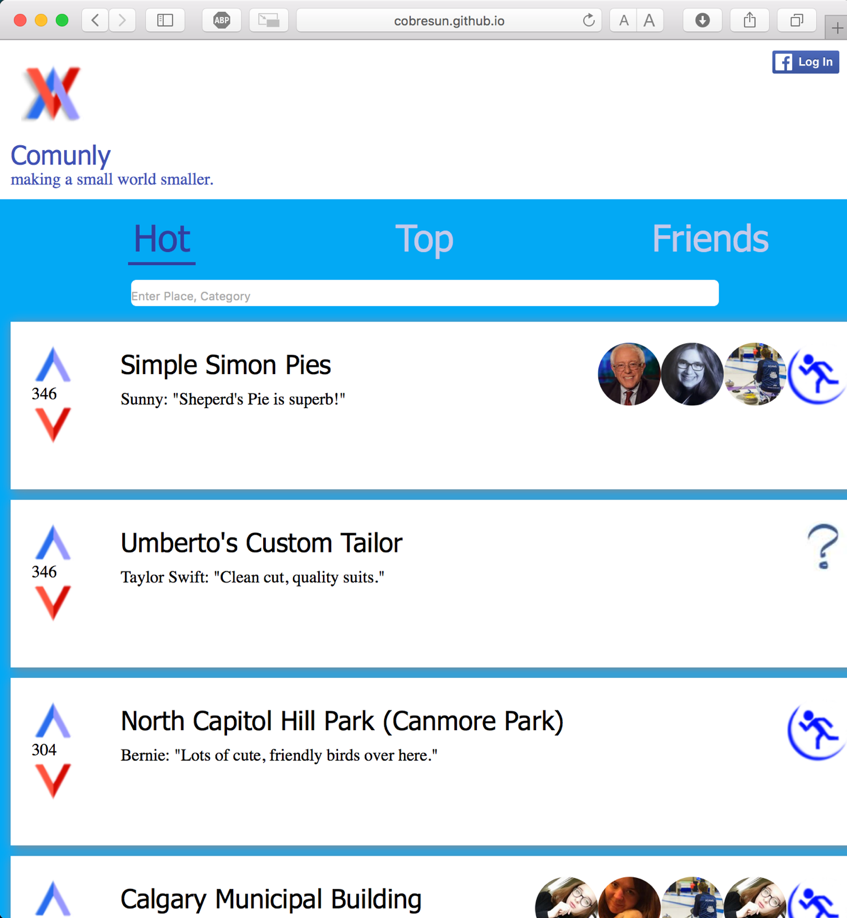 ABP
cobresun.github.io
A A
Log In
Comunly
making a small world smaller.
Hot Top Friends
Enter Place, Category
Simple Simon Pies
346
Sunny: "Sheperd's Pie is superb!"
Umberto's Custom Tailor
346
Taylor Swift: "Clean cut, quality suits."
North Capitol Hill Park (Canmore Park)
304
Bernie: "Lots of cute, friendly birds over here."
Calgary Municipal Building